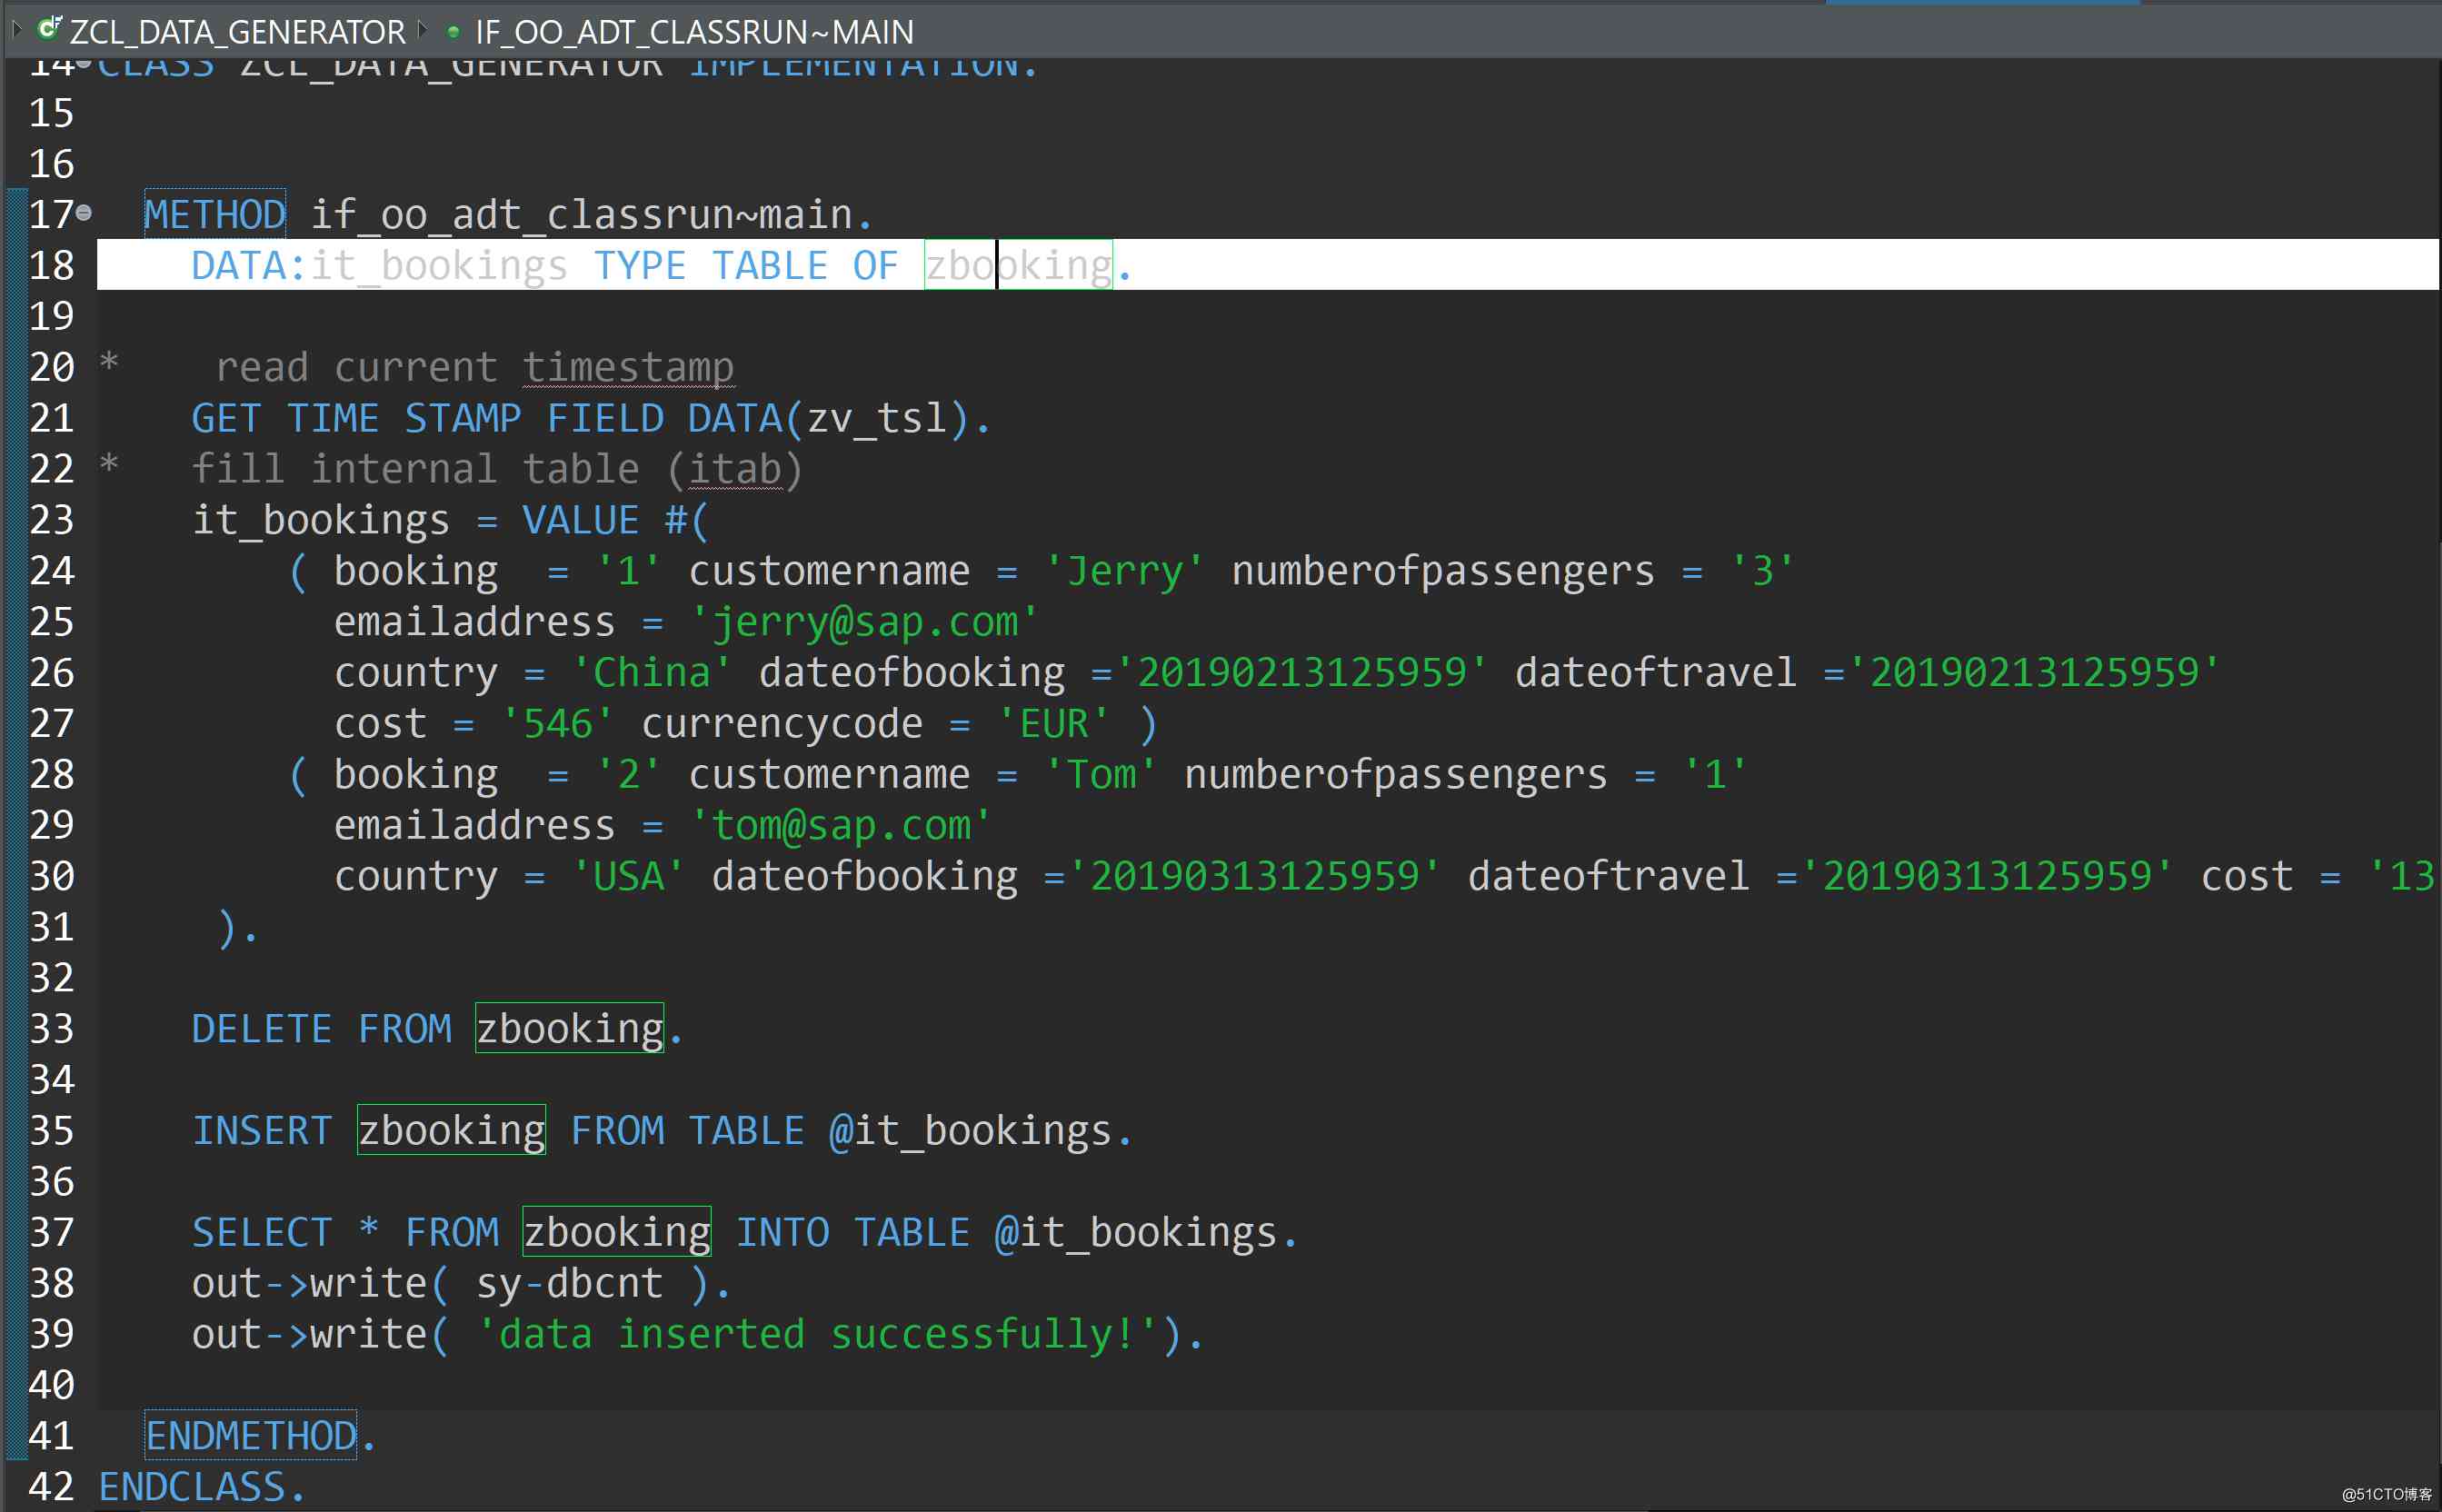 ZCL_DATA_GENERATOR IF_OO_ADT_CLASSRUN~MAIN
14 CLASS ZCL_DATA_GENERATOR IMPLEMENTATION.
15
16
17 METHOD if_oo_adt_classrun~main.
18 DATA:it_bookings TYPE TABLE OF zbooking.
19
20 * read current timestamp
21 GET TIME STAMP FIELD DATA(zv_tsl).
22 * fill internal table (itab)
23 it_bookings = VALUE #(
24 ( booking  = '1' customername = 'Jerry' numberofpassengers = '3'
25 emailaddress = 'jerry@sap.com'
26 country = 'China' dateofbooking ='20190213125959' dateoftravel ='20190213125959'
27 cost = '546' currencycode = 'EUR' )
28 ( booking  = '2' customername = 'Tom' numberofpassengers = '1'
29 emailaddress = 'tom@sap.com'
30 country = 'USA' dateofbooking ='20190313125959' dateoftravel ='20190313125959' cost = '13
31 ).
32
33 DELETE FROM zbooking.
34
35 INSERT zbooking FROM TABLE @it_bookings.
36
37 SELECT * FROM zbooking INTO TABLE @it_bookings.
38 out->write( sy-dbcnt ).
39 out->write( 'data inserted successfully!').
40
41 ENDMETHOD.
42 ENDCLASS.
@51CTO博客